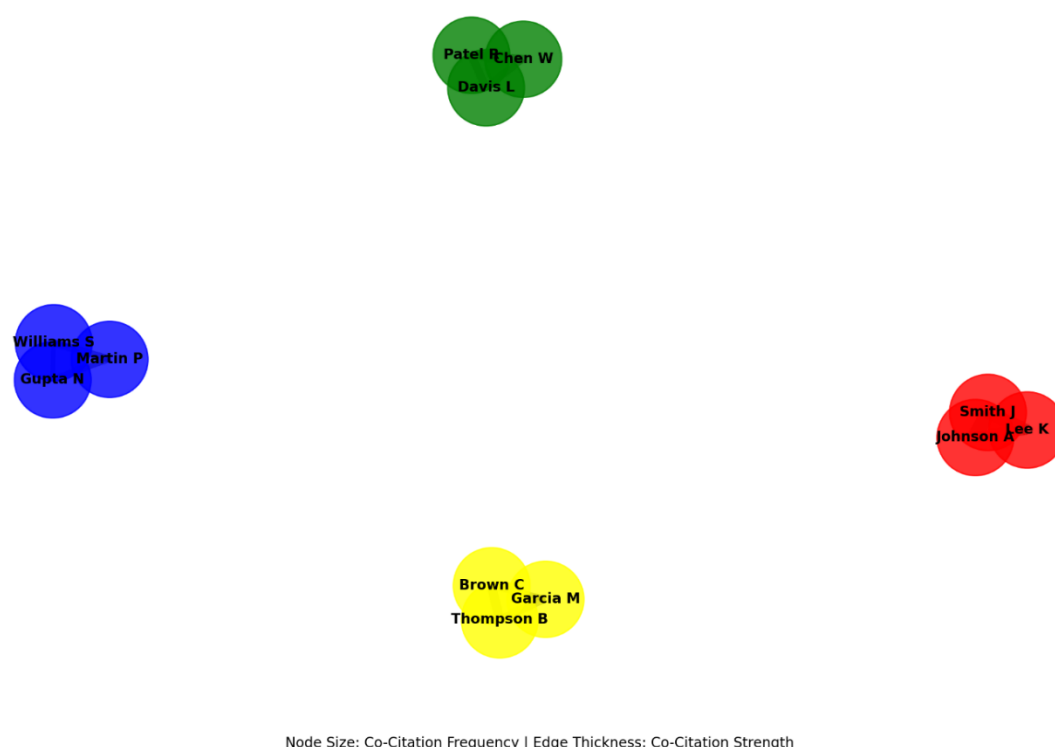 Patel R
Chen W
Davis L
Williams S
Martin P
Gupta N
Smith J
Lee K
Johnson A
Brown C
Garcia M
Thompson B
Node Size: Co-Citation Frequency | Edge Thickness: Co-Citation Strength